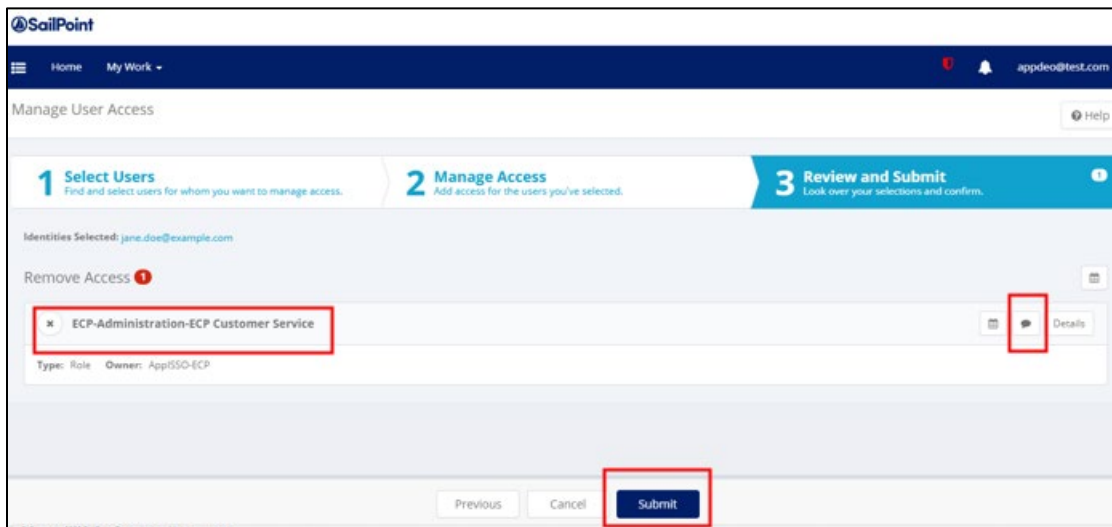 SailPoint
Home My Work appdeo@test.com
Manage User Access
Help
1 Select Users
Find and select users for whom you want to manage access.
2 Manage Access
Add access for the users you've selected.
3 Review and Submit
Look over your selections and confirm.
1
Identities Selected: jane.doe@example.com
Remove Access 1
ECP-Administration-ECP Customer Service
Details
Type: Role Owner: AppISSO-ECP
Previous Cancel Submit